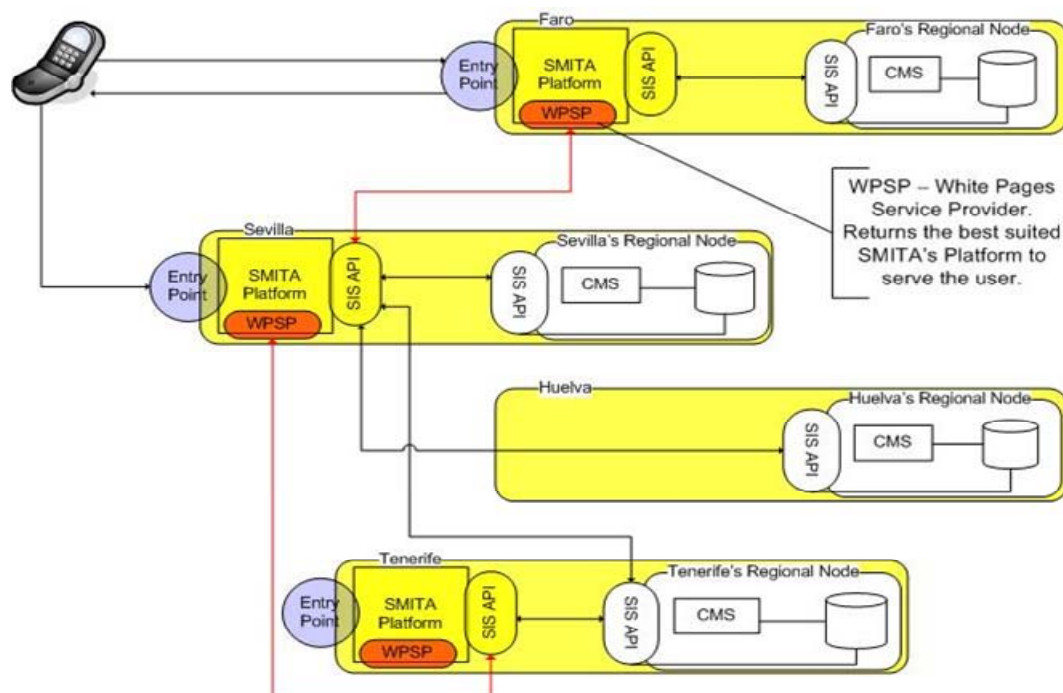 Faro
Entry
Point
SMITA
Platform
WPSP
SIS API
SIS API
Faro's Regional Node
CMS
WPSP – White Pages
Service Provider.
Returns the best suited
SMITA's Platform to
serve the user.
Sevilla
Entry
Point
SMITA
Platform
WPSP
SIS API
SIS API
Sevilla's Regional Node
CMS
Huelva
SIS API
Huelva's Regional Node
CMS
Tenerife
Entry
Point
SMITA
Platform
WPSP
SIS API
SIS API
Tenerife's Regional Node
CMS